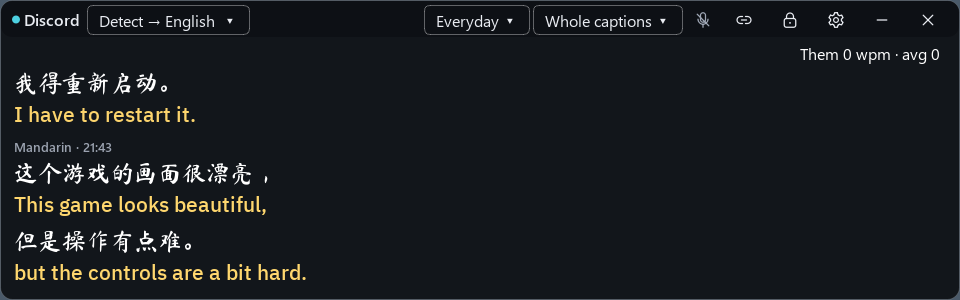 Discord Detect → English ▾ Everyday ▾ Whole captions ▾
Them 0 wpm · avg 0
我得重新启动。
I have to restart it.
Mandarin · 21:43
这个游戏的画面很漂亮，
This game looks beautiful,
但是操作有点难。
but the controls are a bit hard.